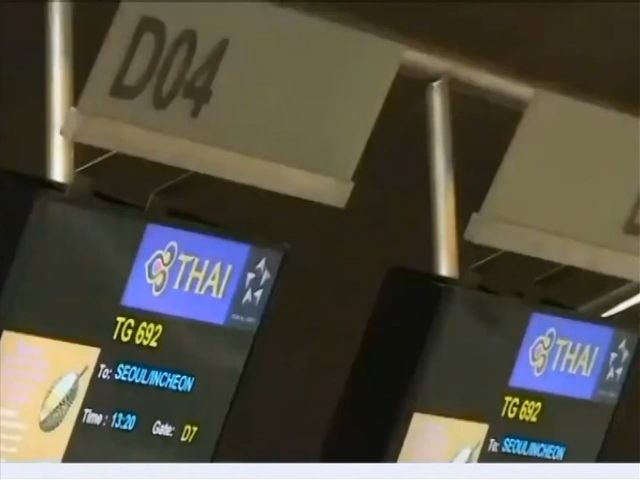 D04
THAI
TG 692
To: SEOUL/INCHEON
Time: 13:20 Gate: D7
THAI
TG 692
To: SEOUL/INCHEON